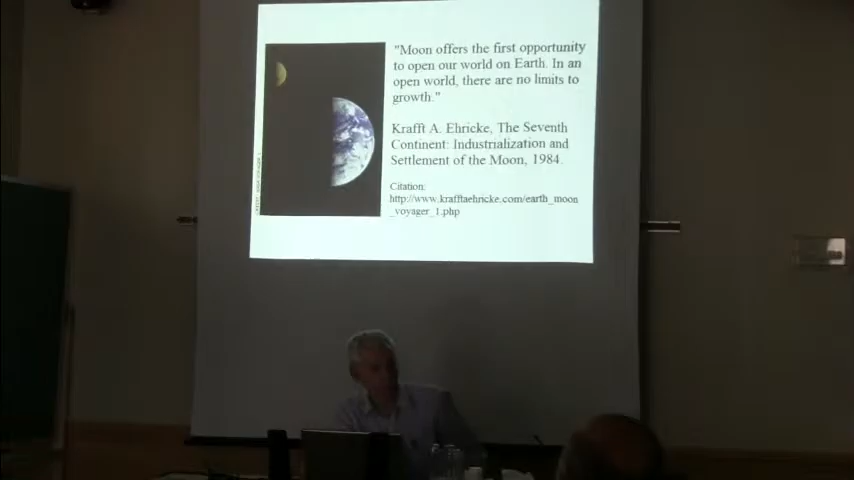 "Moon offers the first opportunity
to open our world on Earth. In an
open world, there are no limits to
growth."
Krafft A. Ehricke, The Seventh
Continent: Industrialization and
Settlement of the Moon, 1984.
Citation:
http://www.krafftaehricke.com/earth_moon
_voyager_1.php